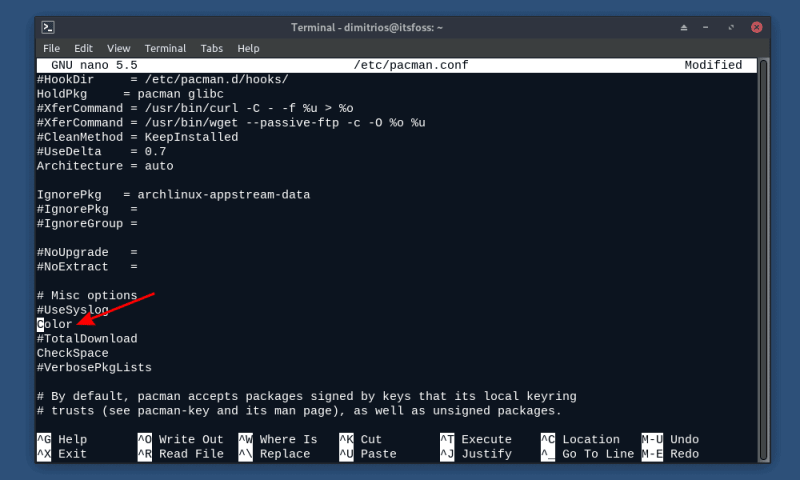 Terminal - dimitrios@itsfoss: ~
File Edit View Terminal Tabs Help
GNU nano 5.5 /etc/pacman.conf Modified
#HookDir     = /etc/pacman.d/hooks/
HoldPkg     = pacman glibc
#XferCommand = /usr/bin/curl -C - -f %u > %o
#XferCommand = /usr/bin/wget --passive-ftp -c -O %o %u
#CleanMethod = KeepInstalled
#UseDelta    = 0.7
Architecture = auto
IgnorePkg   = archlinux-appstream-data
#IgnorePkg   =
#IgnoreGroup =
#NoUpgrade   =
#NoExtract   =
# Misc options
#UseSyslog
Color
#TotalDownload
CheckSpace
#VerbosePkgLists
# By default, pacman accepts packages signed by keys that its local keyring
# trusts (see pacman-key and its man page), as well as unsigned packages.
^G Help ^O Write Out ^W Where Is ^K Cut ^T Execute ^C Location M-U Undo
^X Exit ^R Read File ^\ Replace ^U Paste ^J Justify ^_ Go To Line M-E Redo